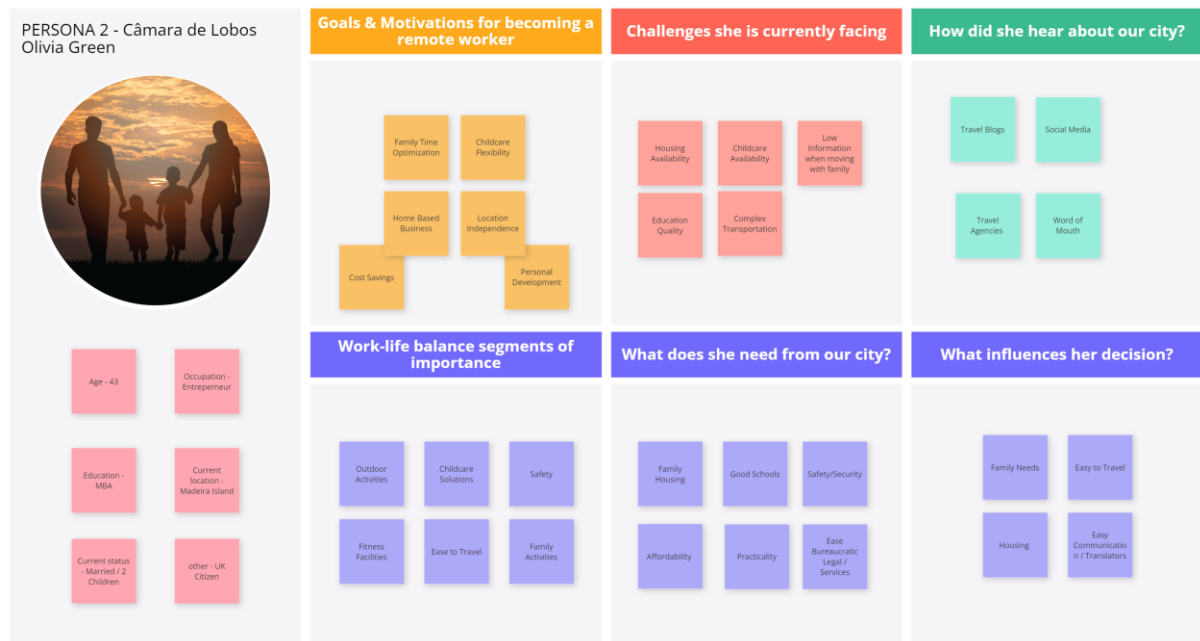 PERSONA 2 - Câmara de Lobos
Olivia Green
Age - 43
Occupation -
Entreperneur
Education -
MBA
Current
location -
Madeira Island
Current status
- Married / 2
Children
other - UK
Citizen
Goals & Motivations for becoming a
remote worker
Family Time
Optimization
Childcare
Flexibility
Home Based
Business
Location
Independence
Cost Savings
Personal
Development
Challenges she is currently facing
Housing
Availability
Childcare
Availability
Low
Information
when moving
with family
Education
Quality
Complex
Transportation
How did she hear about our city?
Travel Blogs
Social Media
Travel
Agencies
Word of
Mouth
Work-life balance segments of
importance
Outdoor
Activities
Childcare
Solutions
Safety
Fitness
Facilities
Ease to Travel
Family
Activities
What does she need from our city?
Family
Housing
Good Schools
Safety/Security
Affordability
Practicality
Ease
Bureaucratic
Legal /
Services
What influences her decision?
Family Needs
Easy to Travel
Housing
Easy
Communicatio
n / Translators